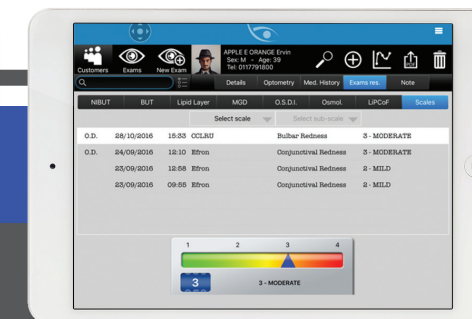 APPLE E ORANGE Ervin
Sex: M - Age: 39
Tel: 0117791800
Customers Exams New Exam
Details Optometry Med. History Exams res. Note
NIBUT BUT Lipid Layer MGD O.S.D.I. Osmol. LiPCoF Scales
Select scale Select sub-scale
O.D. 28/10/2016 15:33 CCLRU Bulbar Redness 3 - MODERATE
O.D. 24/09/2016 12:10 Efron Conjunctival Redness 3 - MODERATE
23/09/2016 12:58 Efron Conjunctival Redness 2 - MILD
23/09/2016 09:55 Efron Conjunctival Redness 2 - MILD
1 2 3 4
3 3 - MODERATE